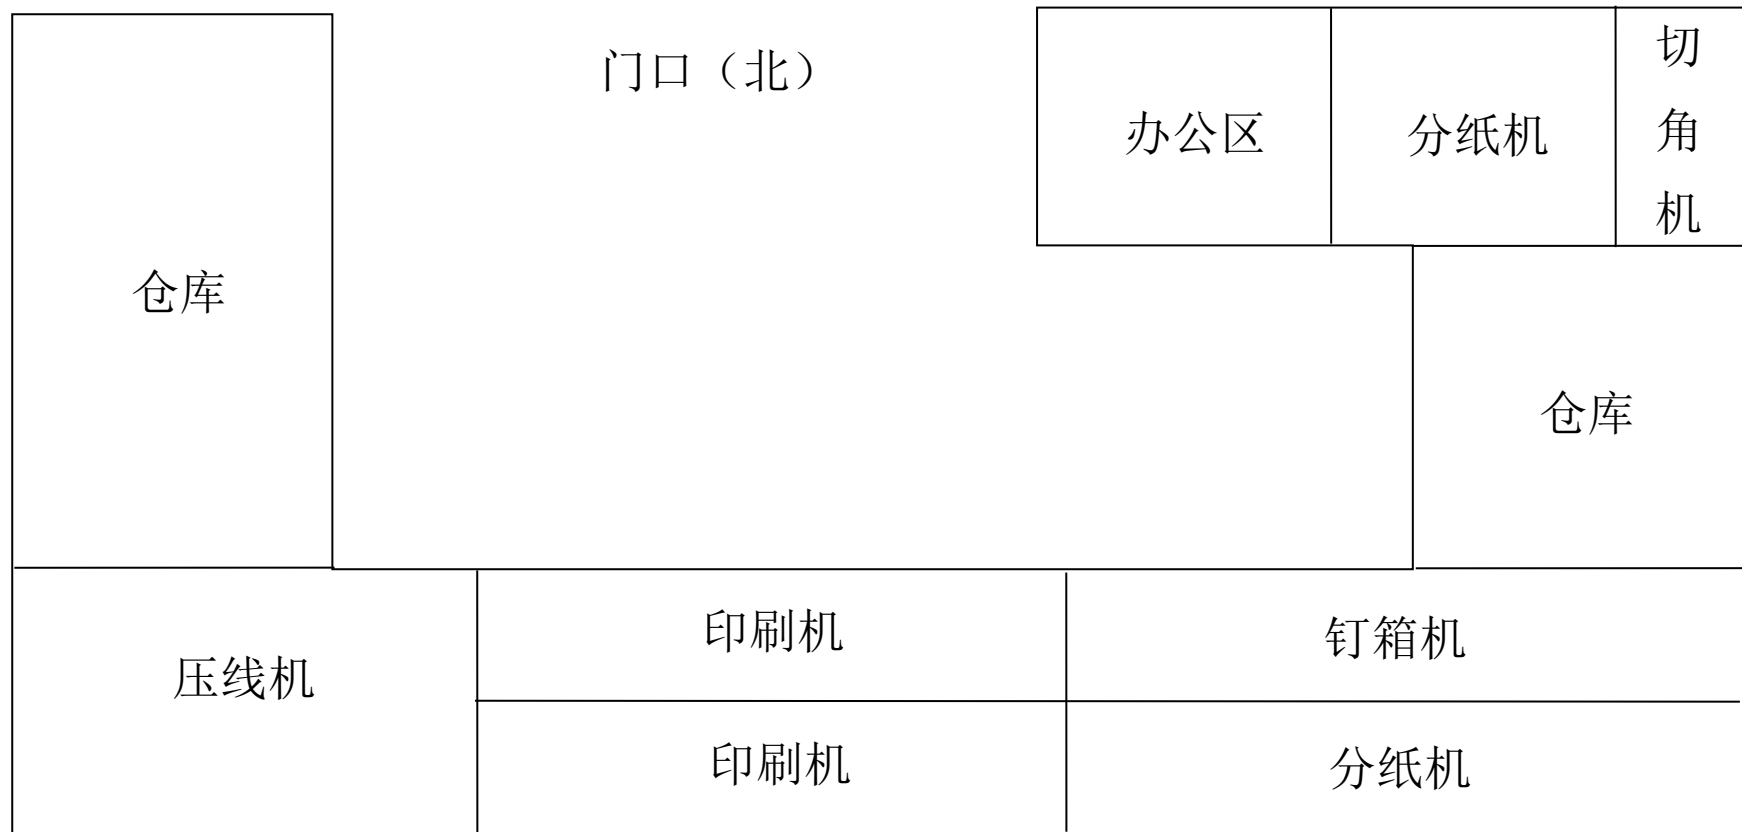 门口（北）
办公区
分纸机
切角机
仓库
仓库
压线机
印刷机
钉箱机
印刷机
分纸机